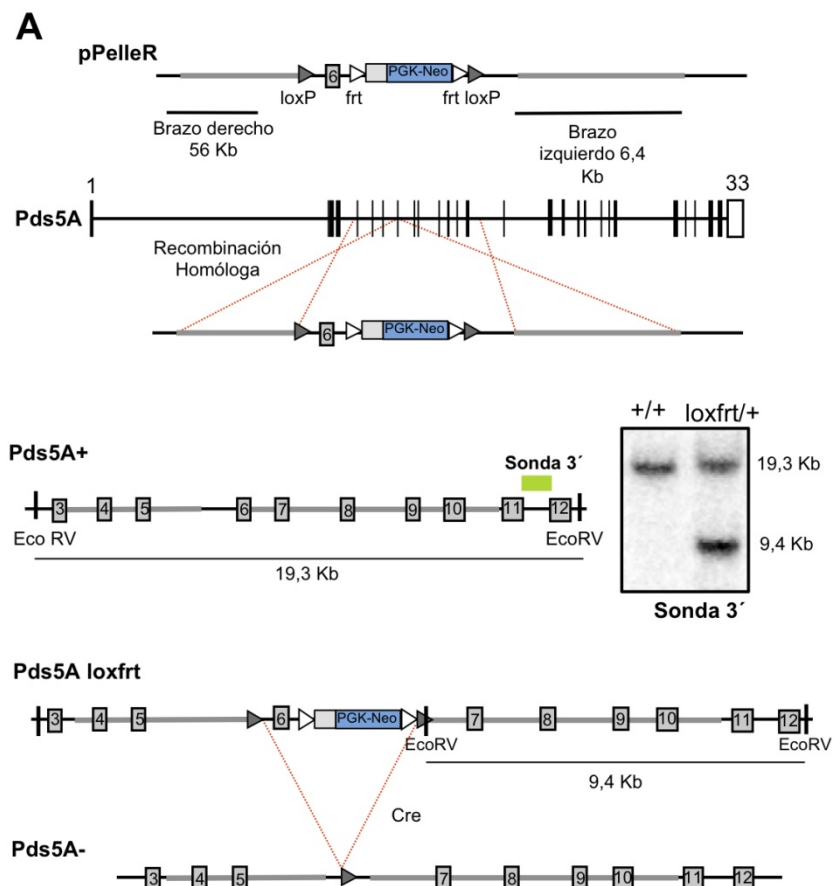 A
pPelleR
6
PGK-Neo
loxP
frt
frt loxP
Brazo derecho
56 Kb
Brazo
izquierdo 6,4
Kb
1
33
Pds5A
Recombinación
Homóloga
6
PGK-Neo
+/+ loxfrt/+
Pds5A+
Sonda 3´
19,3 Kb
3 4 5 6 7 8 9 10 11 12
Eco RV
EcoRV
19,3 Kb
9,4 Kb
Sonda 3´
Pds5A loxfrt
3 4 5 6 PGK-Neo 7 8 9 10 11 12
EcoRV
EcoRV
9,4 Kb
Cre
Pds5A-
3 4 5 7 8 9 10 11 12